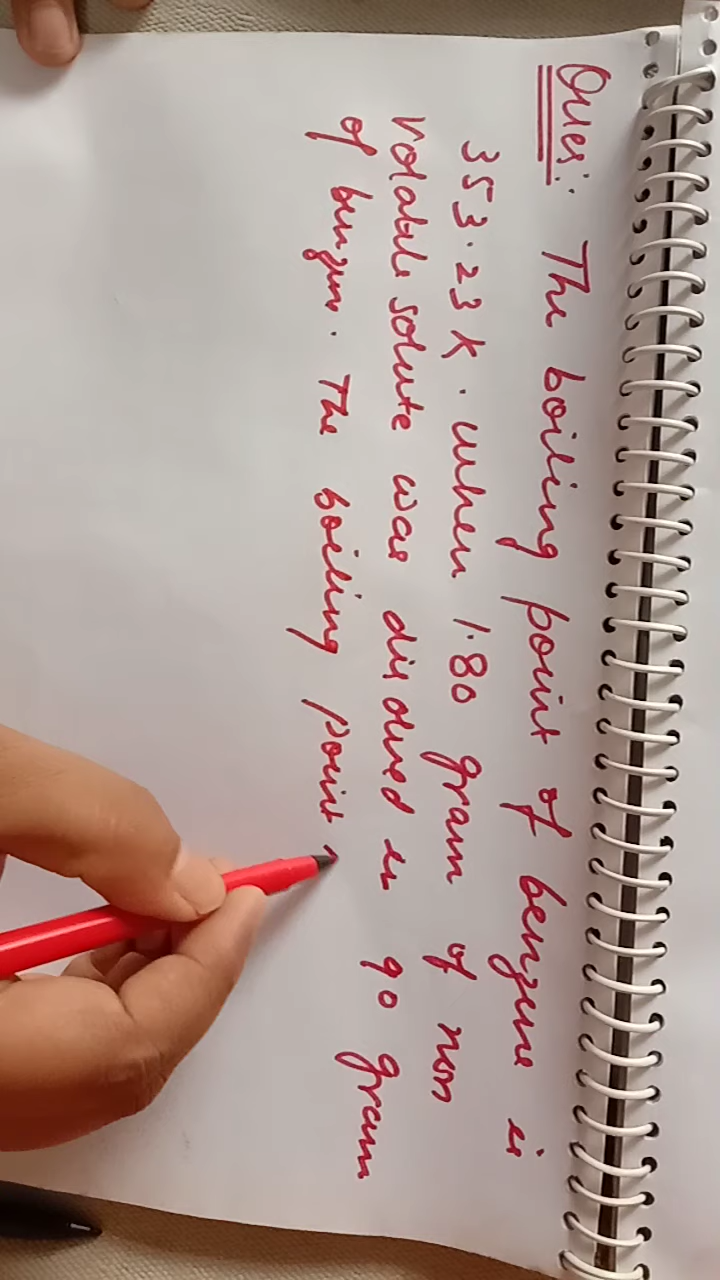 Ques: The boiling point of benzene is
353.23 K. when 1.80 gram of non
volatile solute was disolved in 90 gram
of benzene. The boiling point